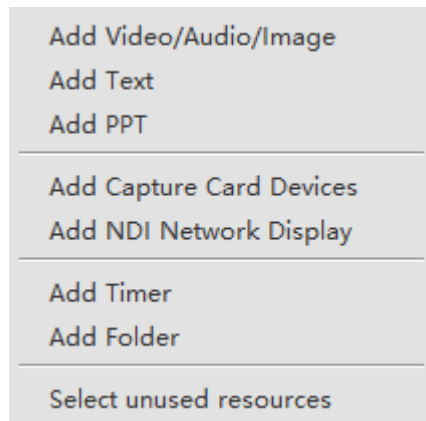 Add Video/Audio/Image
Add Text
Add PPT
Add Capture Card Devices
Add NDI Network Display
Add Timer
Add Folder
Select unused resources